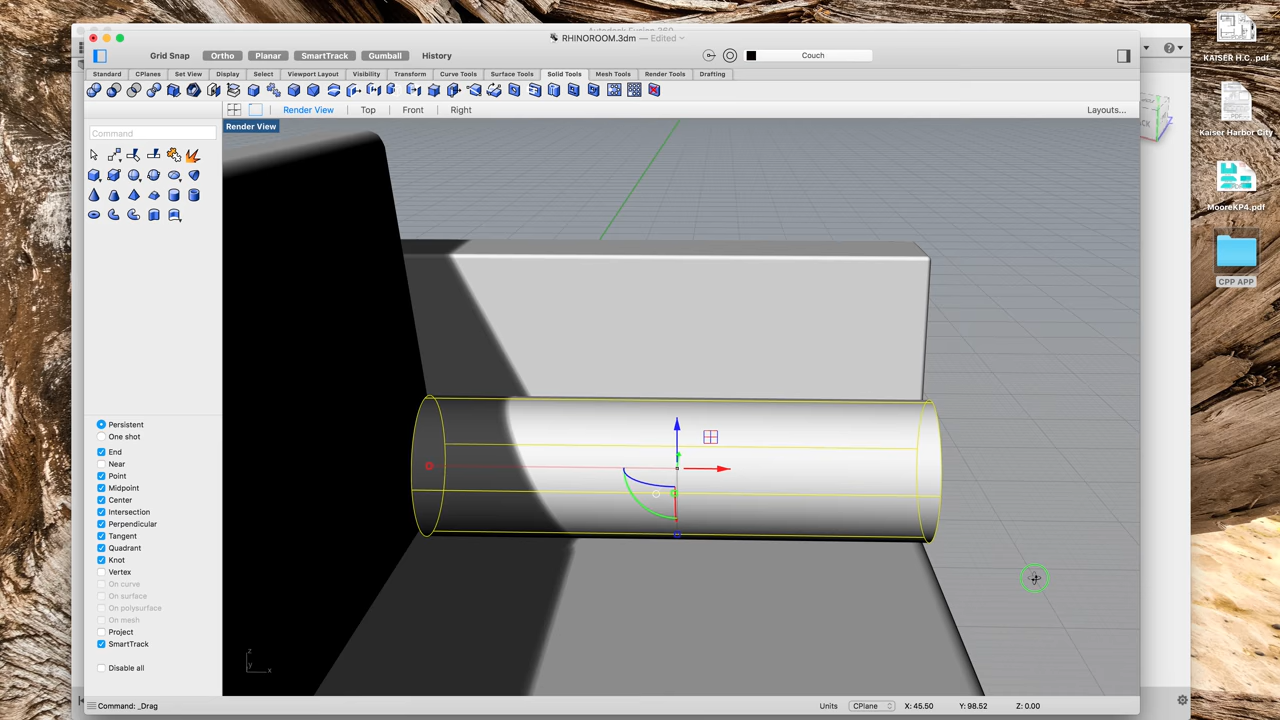 Autodesk Fusion 360
RHINOROOM.3dm — Edited
Grid Snap Ortho Planar SmartTrack Gumball History Couch
Standard CPlanes Set View Display Select Viewport Layout Visibility Transform Curve Tools Surface Tools Solid Tools Mesh Tools Render Tools Drafting
Render View Top Front Right Layouts...
Render View
Command
Persistent
One shot
End
Near
Point
Midpoint
Center
Intersection
Perpendicular
Tangent
Quadrant
Knot
Vertex
On curve
On surface
On polysurface
On mesh
Project
SmartTrack
Disable all
z
y
x
Command: _Drag Units CPlane X: 45.50 Y: 98.52 Z: 0.00
Z
KAISER H.C..pdf
PDF
Kaiser Harbor City
MooreKP4.pdf
CPP APP